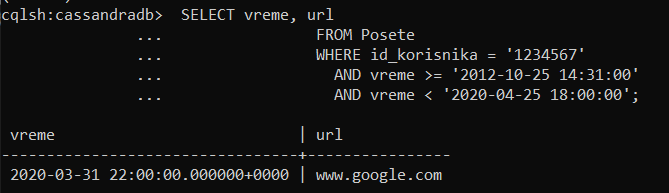 cqlsh:cassandradb> SELECT vreme, url
... FROM Posete
... WHERE id_korisnika = '1234567'
... AND vreme >= '2012-10-25 14:31:00'
... AND vreme < '2020-04-25 18:00:00';
vreme | url
---------------------------------+----------------
2020-03-31 22:00:00.000000+0000 | www.google.com